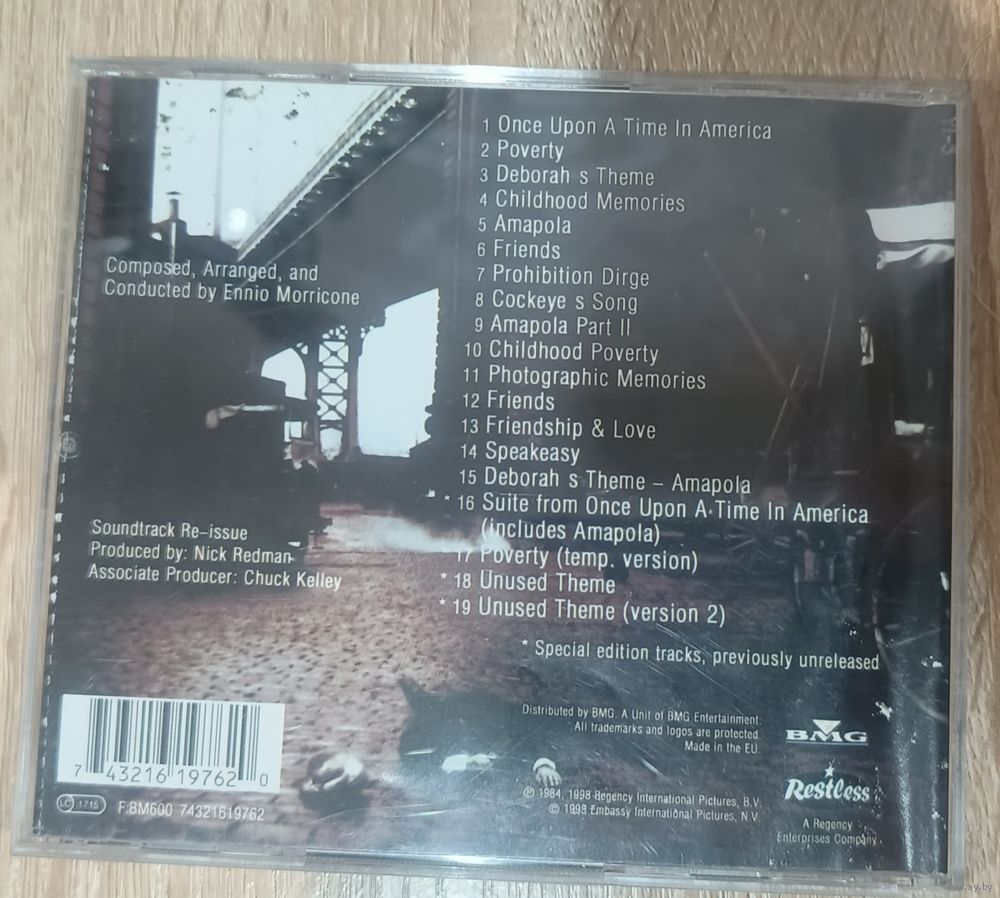 1 Once Upon A Time In America
2 Poverty
3 Deborah s Theme
4 Childhood Memories
5 Amapola
6 Friends
7 Prohibition Dirge
8 Cockeye s Song
9 Amapola Part II
10 Childhood Poverty
11 Photographic Memories
12 Friends
13 Friendship & Love
14 Speakeasy
15 Deborah s Theme – Amapola
* 16 Suite from Once Upon A Time In America
(includes Amapola)
17 Poverty (temp. version)
* 18 Unused Theme
* 19 Unused Theme (version 2)
* Special edition tracks, previously unreleased
Composed, Arranged, and
Conducted by Ennio Morricone
Soundtrack Re-issue
Produced by: Nick Redman
Associate Producer: Chuck Kelley
7 43216 19762 0
LC 1715
F:BM600 74321619762
Distributed by BMG. A Unit of BMG Entertainment.
All trademarks and logos are protected.
Made in the EU.
℗ 1984, 1998 Regency International Pictures, B.V.
© 1998 Embassy International Pictures, N.V.
BMG
Restless
A Regency
Enterprises Company